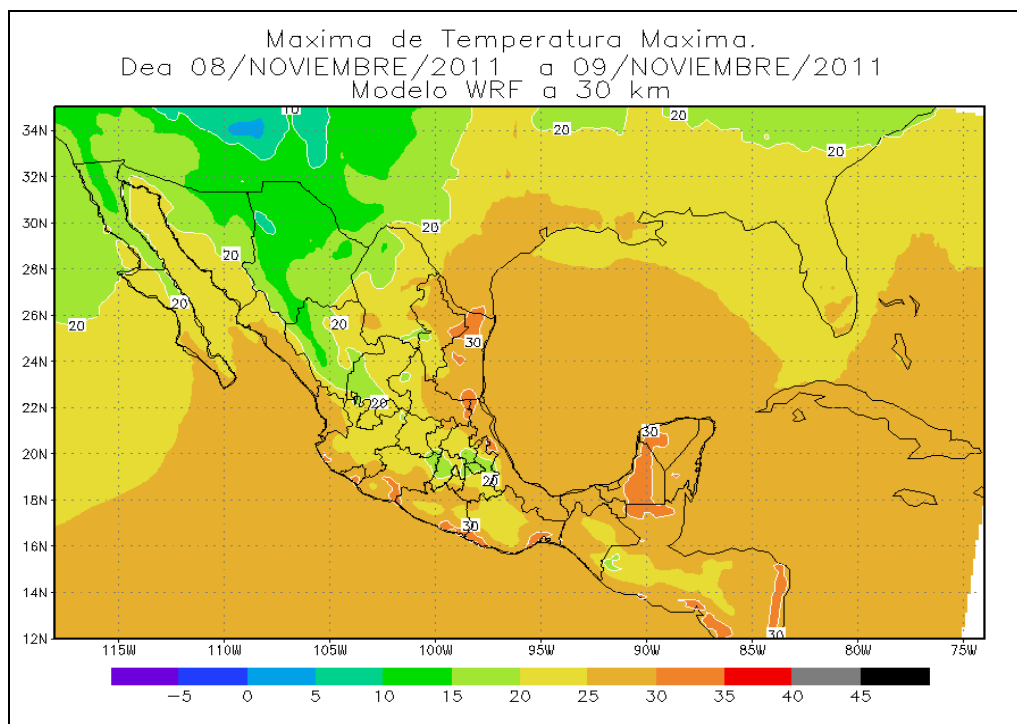 Maxima de Temperatura Maxima.
Dea 08/NOVIEMBRE/2011 a 09/NOVIEMBRE/2011
Modelo WRF a 30 km
10
34N
20
20
20
32N
30N
20
20
28N
20
26N
20
20
30
24N
22N
20
30
20N
20
18N
30
16N
14N
12N
30
115W
110W
105W
100W
95W
90W
85W
80W
75W
-5
0
5
10
15
20
25
30
35
40
45